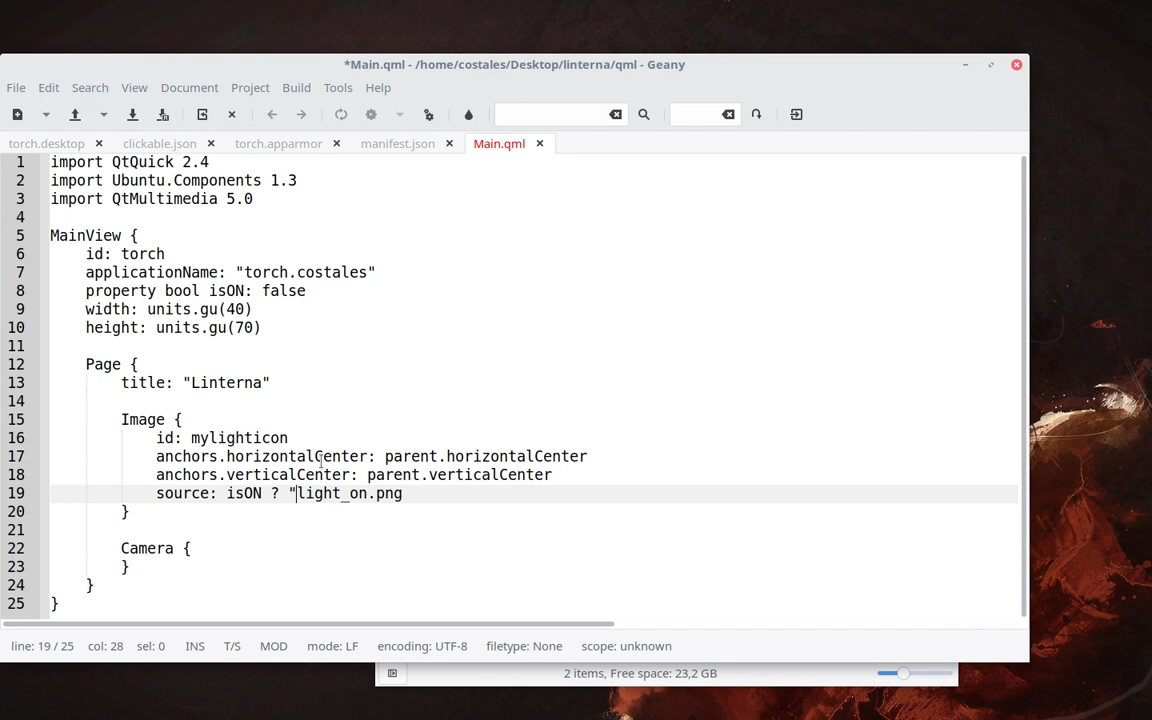 *Main.qml - /home/costales/Desktop/linterna/qml - Geany
File Edit Search View Document Project Build Tools Help
torch.desktop clickable.json torch.apparmor manifest.json Main.qml
1 import QtQuick 2.4
2 import Ubuntu.Components 1.3
3 import QtMultimedia 5.0
4
5 MainView {
6     id: torch
7     applicationName: "torch.costales"
8     property bool isON: false
9     width: units.gu(40)
10     height: units.gu(70)
11
12     Page {
13         title: "Linterna"
14
15         Image {
16             id: mylighticon
17             anchors.horizontalCenter: parent.horizontalCenter
18             anchors.verticalCenter: parent.verticalCenter
19             source: isON ? "light_on.png
20         }
21
22         Camera {
23         }
24     }
25 }
line: 19 / 25 col: 28 sel: 0 INS T/S MOD mode: LF encoding: UTF-8 filetype: None scope: unknown
2 items, Free space: 23,2 GB